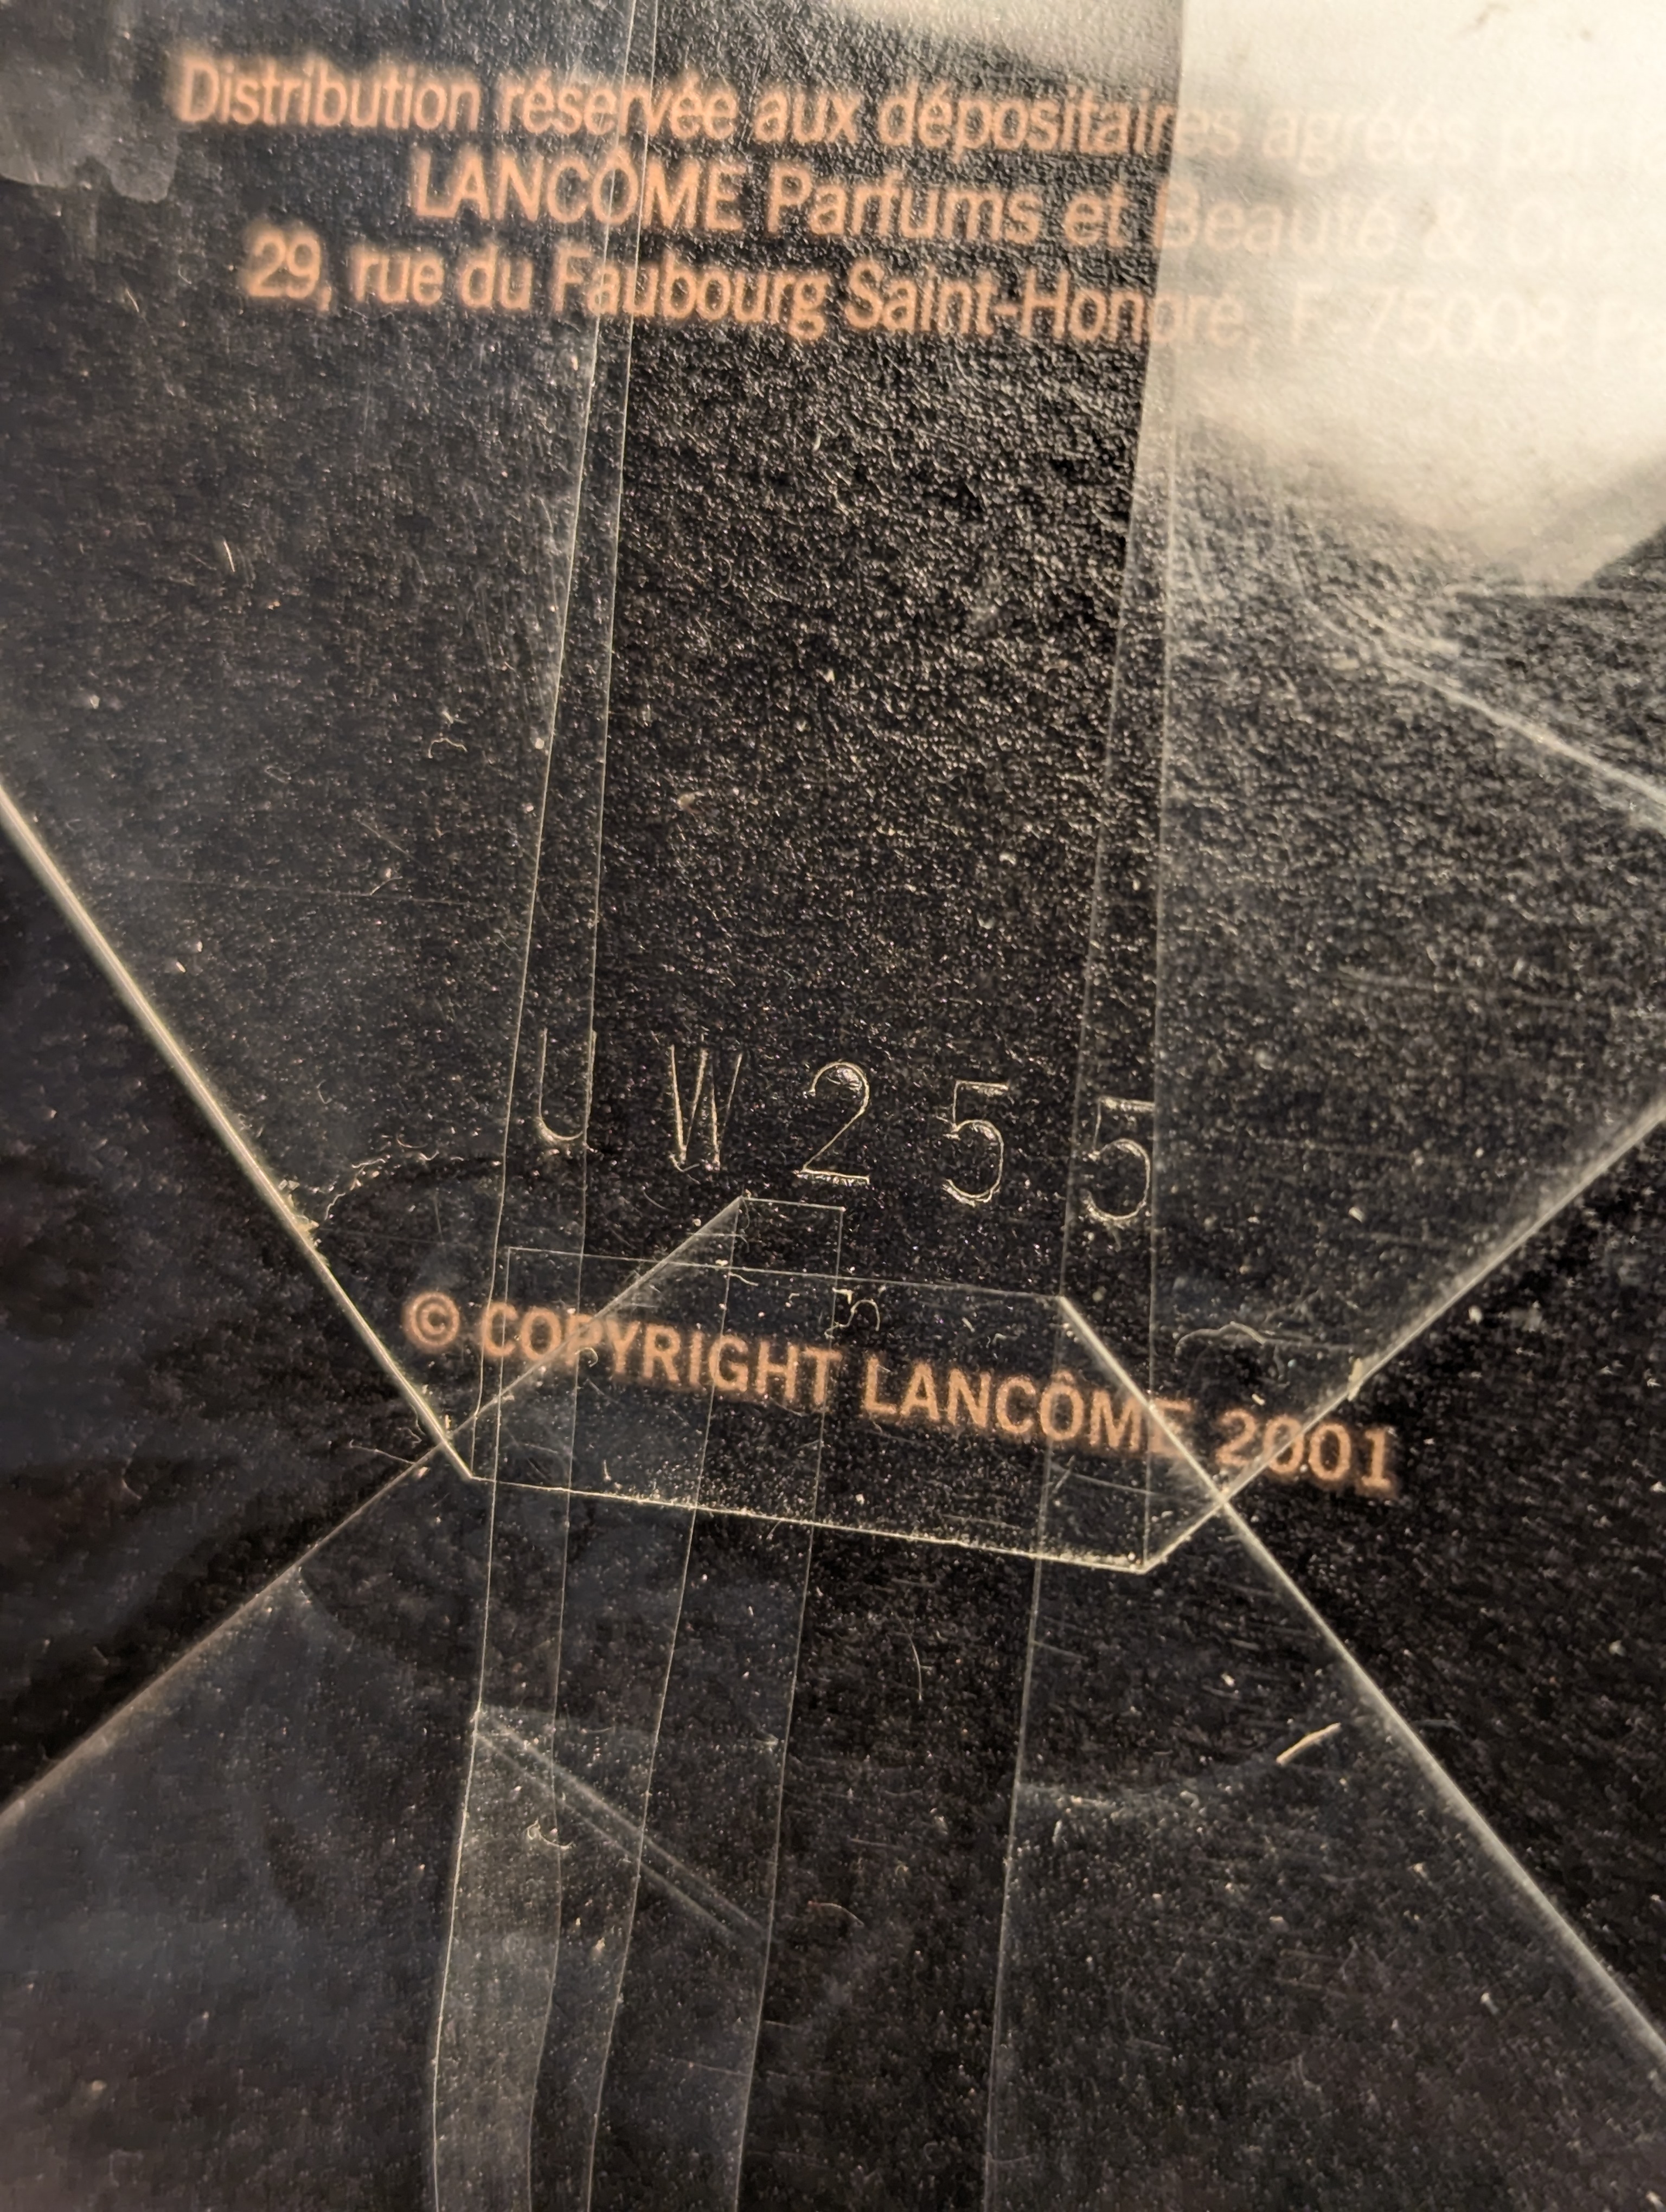 Distribution réservée aux dépositaires agréés par
LANCÔME Parfums et Beauté &
29, rue du Faubourg Saint-Honoré, F 75008
UW255
© COPYRIGHT LANCÔME 2001